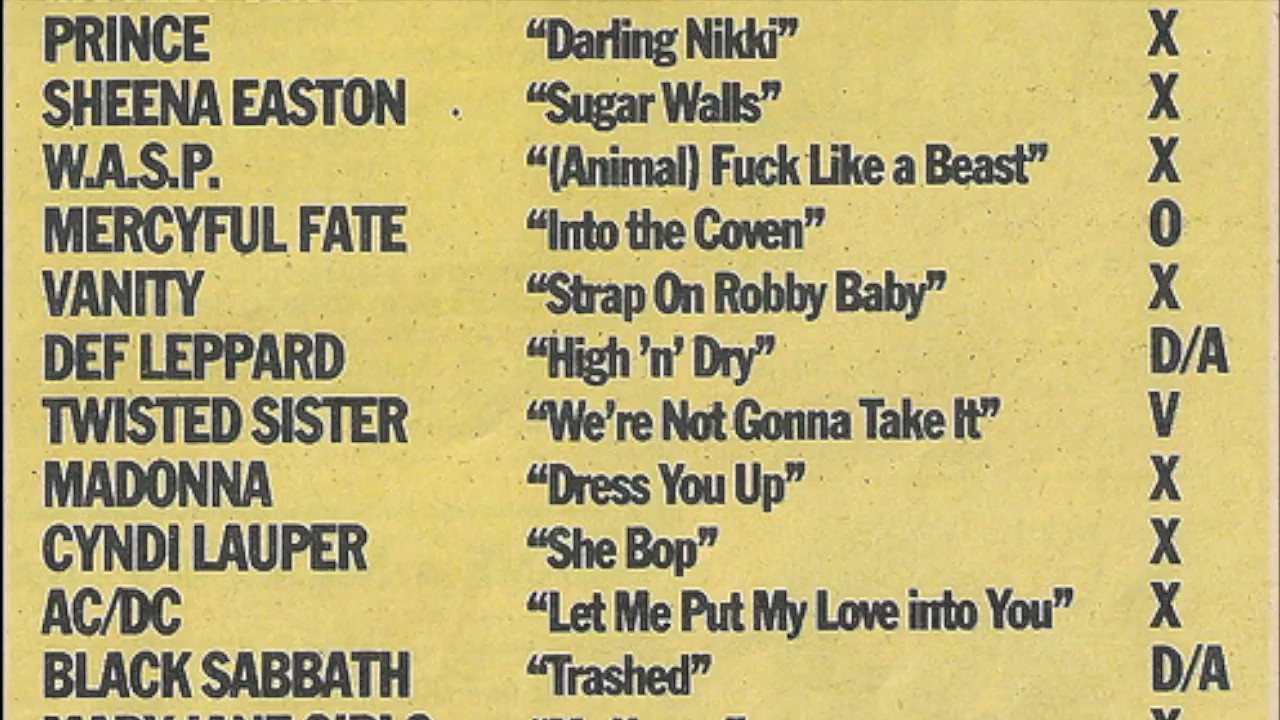 PRINCE “Darling Nikki” X
SHEENA EASTON “Sugar Walls” X
W.A.S.P. “(Animal) Fuck Like a Beast” X
MERCYFUL FATE “Into the Coven” O
VANITY “Strap On Robby Baby” X
DEF LEPPARD “High ’n’ Dry” D/A
TWISTED SISTER “We’re Not Gonna Take It” V
MADONNA “Dress You Up” X
CYNDI LAUPER “She Bop” X
AC/DC “Let Me Put My Love into You” X
BLACK SABBATH “Trashed” D/A